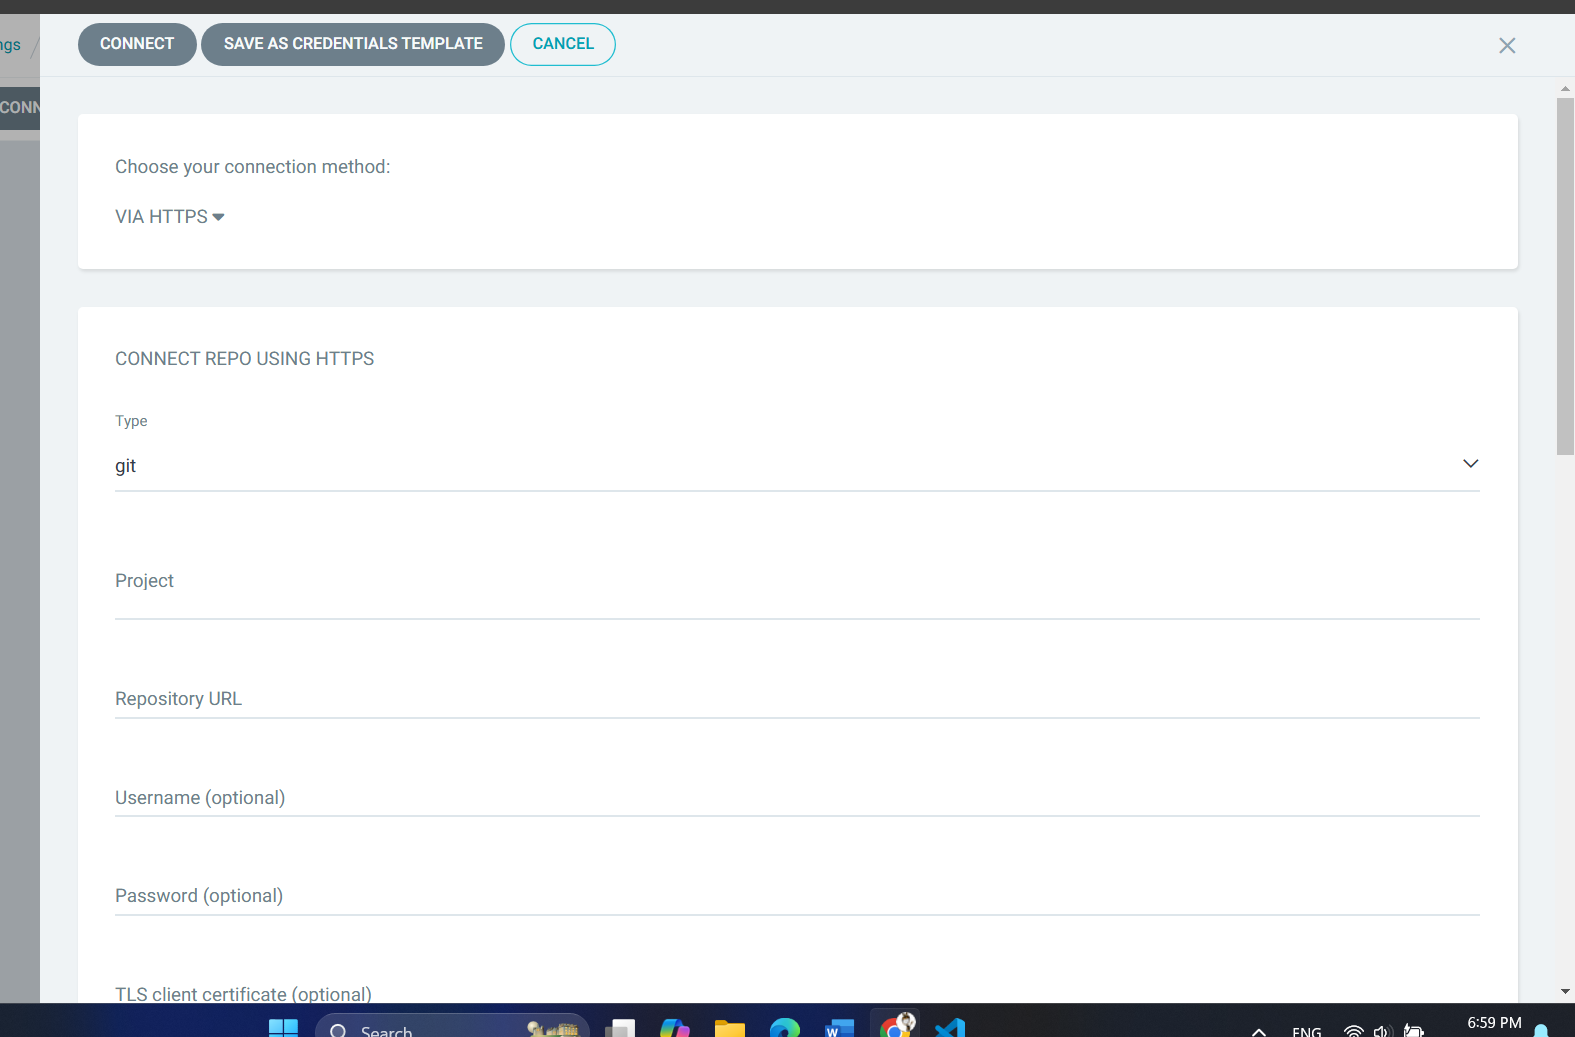 CONNECT SAVE AS CREDENTIALS TEMPLATE CANCEL
ngs /
CONN
Choose your connection method:
VIA HTTPS
CONNECT REPO USING HTTPS
Type
git
Project
Repository URL
Username (optional)
Password (optional)
TLS client certificate (optional)
Search
ENG
6:59 PM